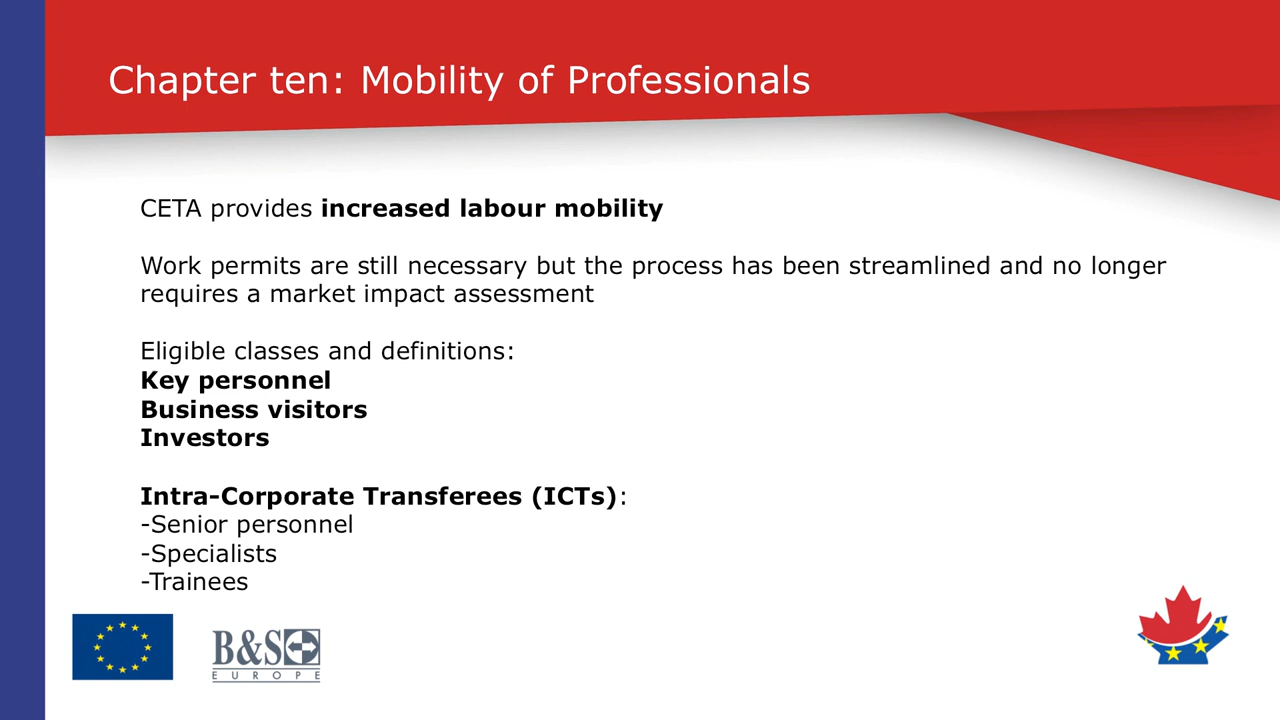 Chapter ten: Mobility of Professionals
CETA provides increased labour mobility
Work permits are still necessary but the process has been streamlined and no longer
requires a market impact assessment
Eligible classes and definitions:
Key personnel
Business visitors
Investors
Intra-Corporate Transferees (ICTs):
-Senior personnel
-Specialists
-Trainees
B&S
EUROPE